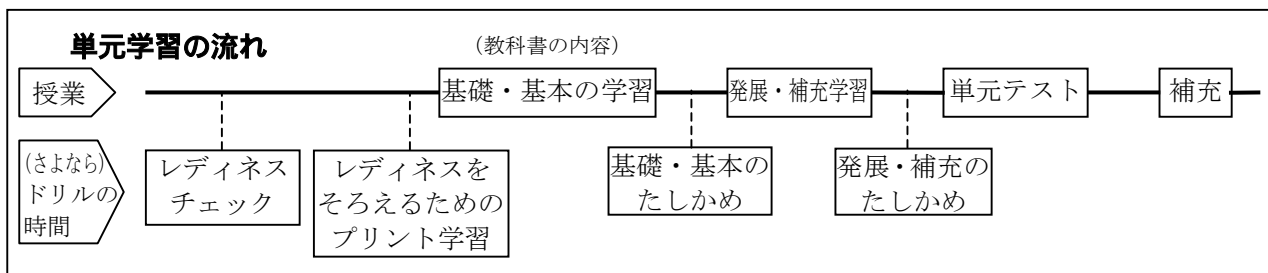 単元学習の流れ
（教科書の内容）
授業
基礎・基本の学習
発展・補充学習
単元テスト
補充
(さよなら)
ドリルの
時間
レディネス
チェック
レディネスを
そろえるための
プリント学習
基礎・基本の
たしかめ
発展・補充の
たしかめ